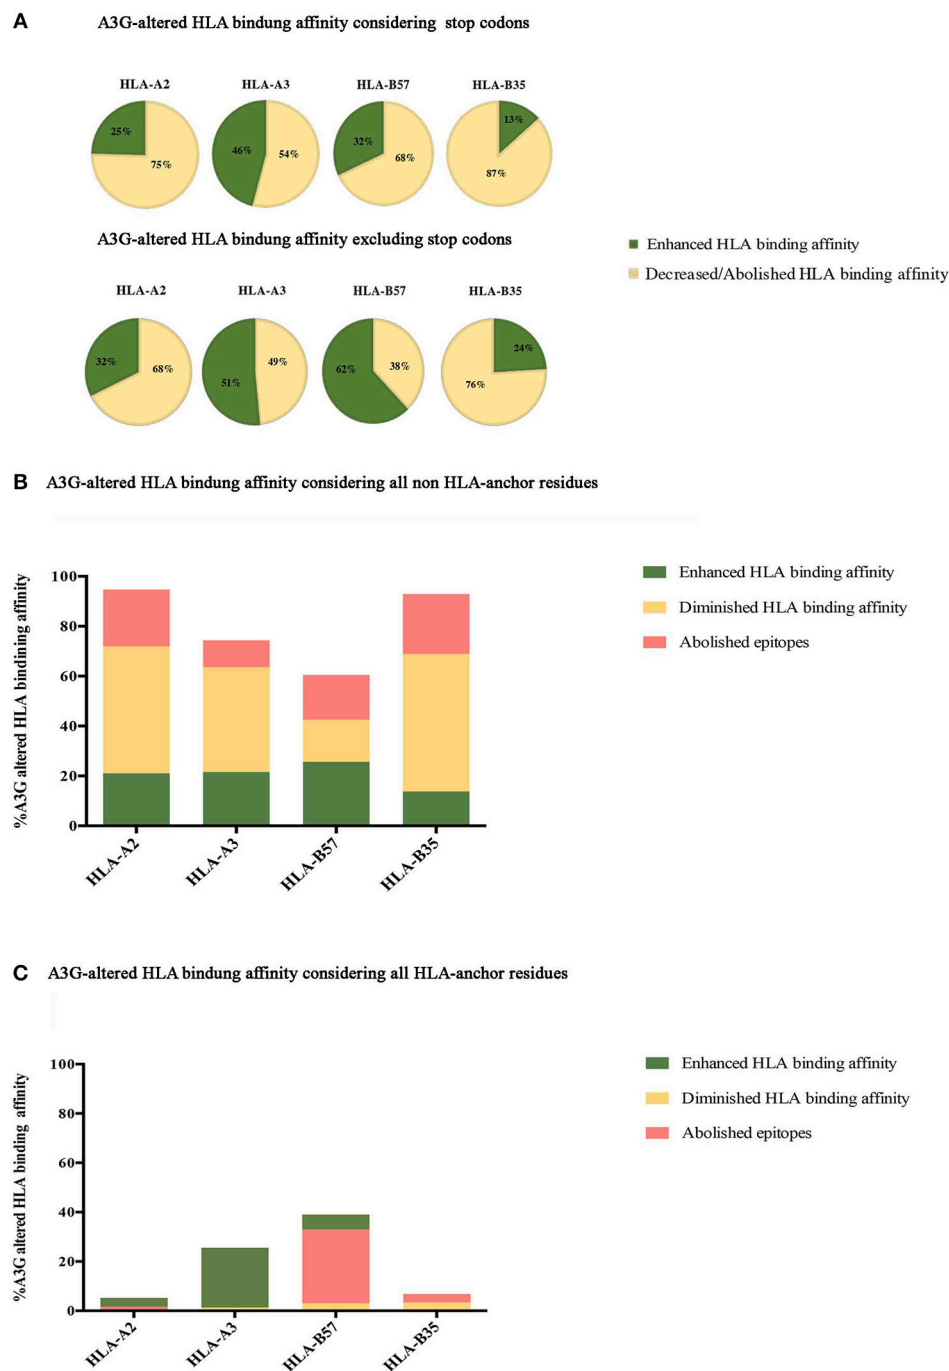 A A3G-altered HLA bindung affinity considering stop codons
HLA-A2 HLA-A3 HLA-B57 HLA-B35
25% 75% 46% 54% 32% 68% 13% 87%
A3G-altered HLA bindung affinity excluding stop codons
HLA-A2 HLA-A3 HLA-B57 HLA-B35
32% 68% 51% 49% 62% 38% 24% 76%
Enhanced HLA binding affinity
Decreased/Abolished HLA binding affinity
B A3G-altered HLA bindung affinity considering all non HLA-anchor residues
%A3G altered HLA bindining affinity
100
80
60
40
20
0
HLA-A2 HLA-A3 HLA-B57 HLA-B35
Enhanced HLA binding affinity
Diminished HLA binding affinity
Abolished epitopes
C A3G-altered HLA bindung affinity considering all HLA-anchor residues
%A3G altered HLA binding affinity
100
80
60
40
20
0
HLA-A2 HLA-A3 HLA-B57 HLA-B35
Enhanced HLA binding affinity
Diminished HLA binding affinity
Abolished epitopes